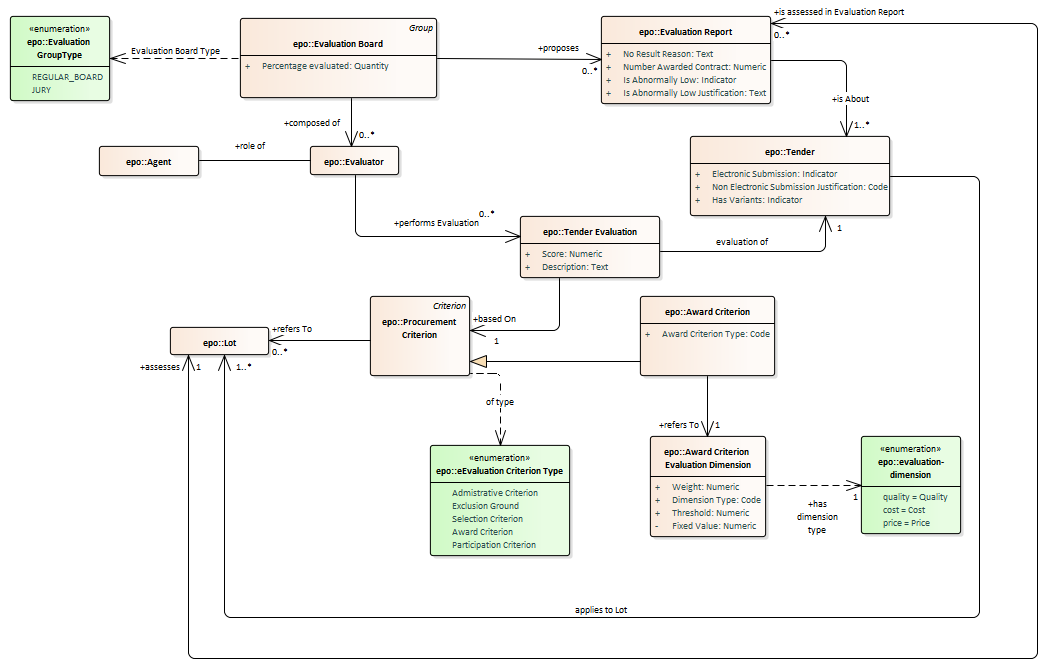 +is assessed in Evaluation Report
0..*
«enumeration»
epo::Evaluation
GroupType
REGULAR_BOARD
JURY
Evaluation Board Type
Group
epo::Evaluation Board
+ Percentage evaluated: Quantity
+proposes
0..*
epo::Evaluation Report
+ No Result Reason: Text
+ Number Awarded Contract: Numeric
+ Is Abnormally Low: Indicator
+ Is Abnormally Low Justification: Text
+is About
1..*
+composed of
0..*
epo::Agent
+role of
epo::Evaluator
epo::Tender
+ Electronic Submission: Indicator
+ Non Electronic Submission Justification: Code
+ Has Variants: Indicator
+performs Evaluation
0..*
epo::Tender Evaluation
+ Score: Numeric
+ Description: Text
evaluation of
1
+based On
1
Criterion
epo::Procurement
Criterion
epo::Award Criterion
+ Award Criterion Type: Code
epo::Lot
+refers To
0..*
+assesses
1
1..*
of type
«enumeration»
epo::eEvaluation Criterion Type
Admistrative Criterion
Exclusion Ground
Selection Criterion
Award Criterion
Participation Criterion
+refers To
1
epo::Award Criterion
Evaluation Dimension
+ Weight: Numeric
+ Dimension Type: Code
+ Threshold: Numeric
- Fixed Value: Numeric
+has
dimension
type
1
«enumeration»
epo::evaluation-
dimension
quality = Quality
cost = Cost
price = Price
applies to Lot